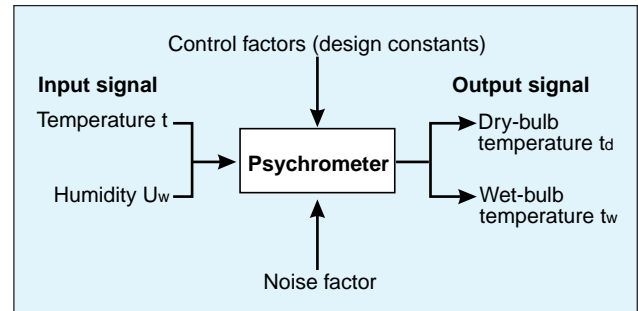 Control factors (design constants)
Input signal
Output signal
Temperature t
Dry-bulb
temperature td
Psychrometer
Humidity Uw
Wet-bulb
temperature tw
Noise factor